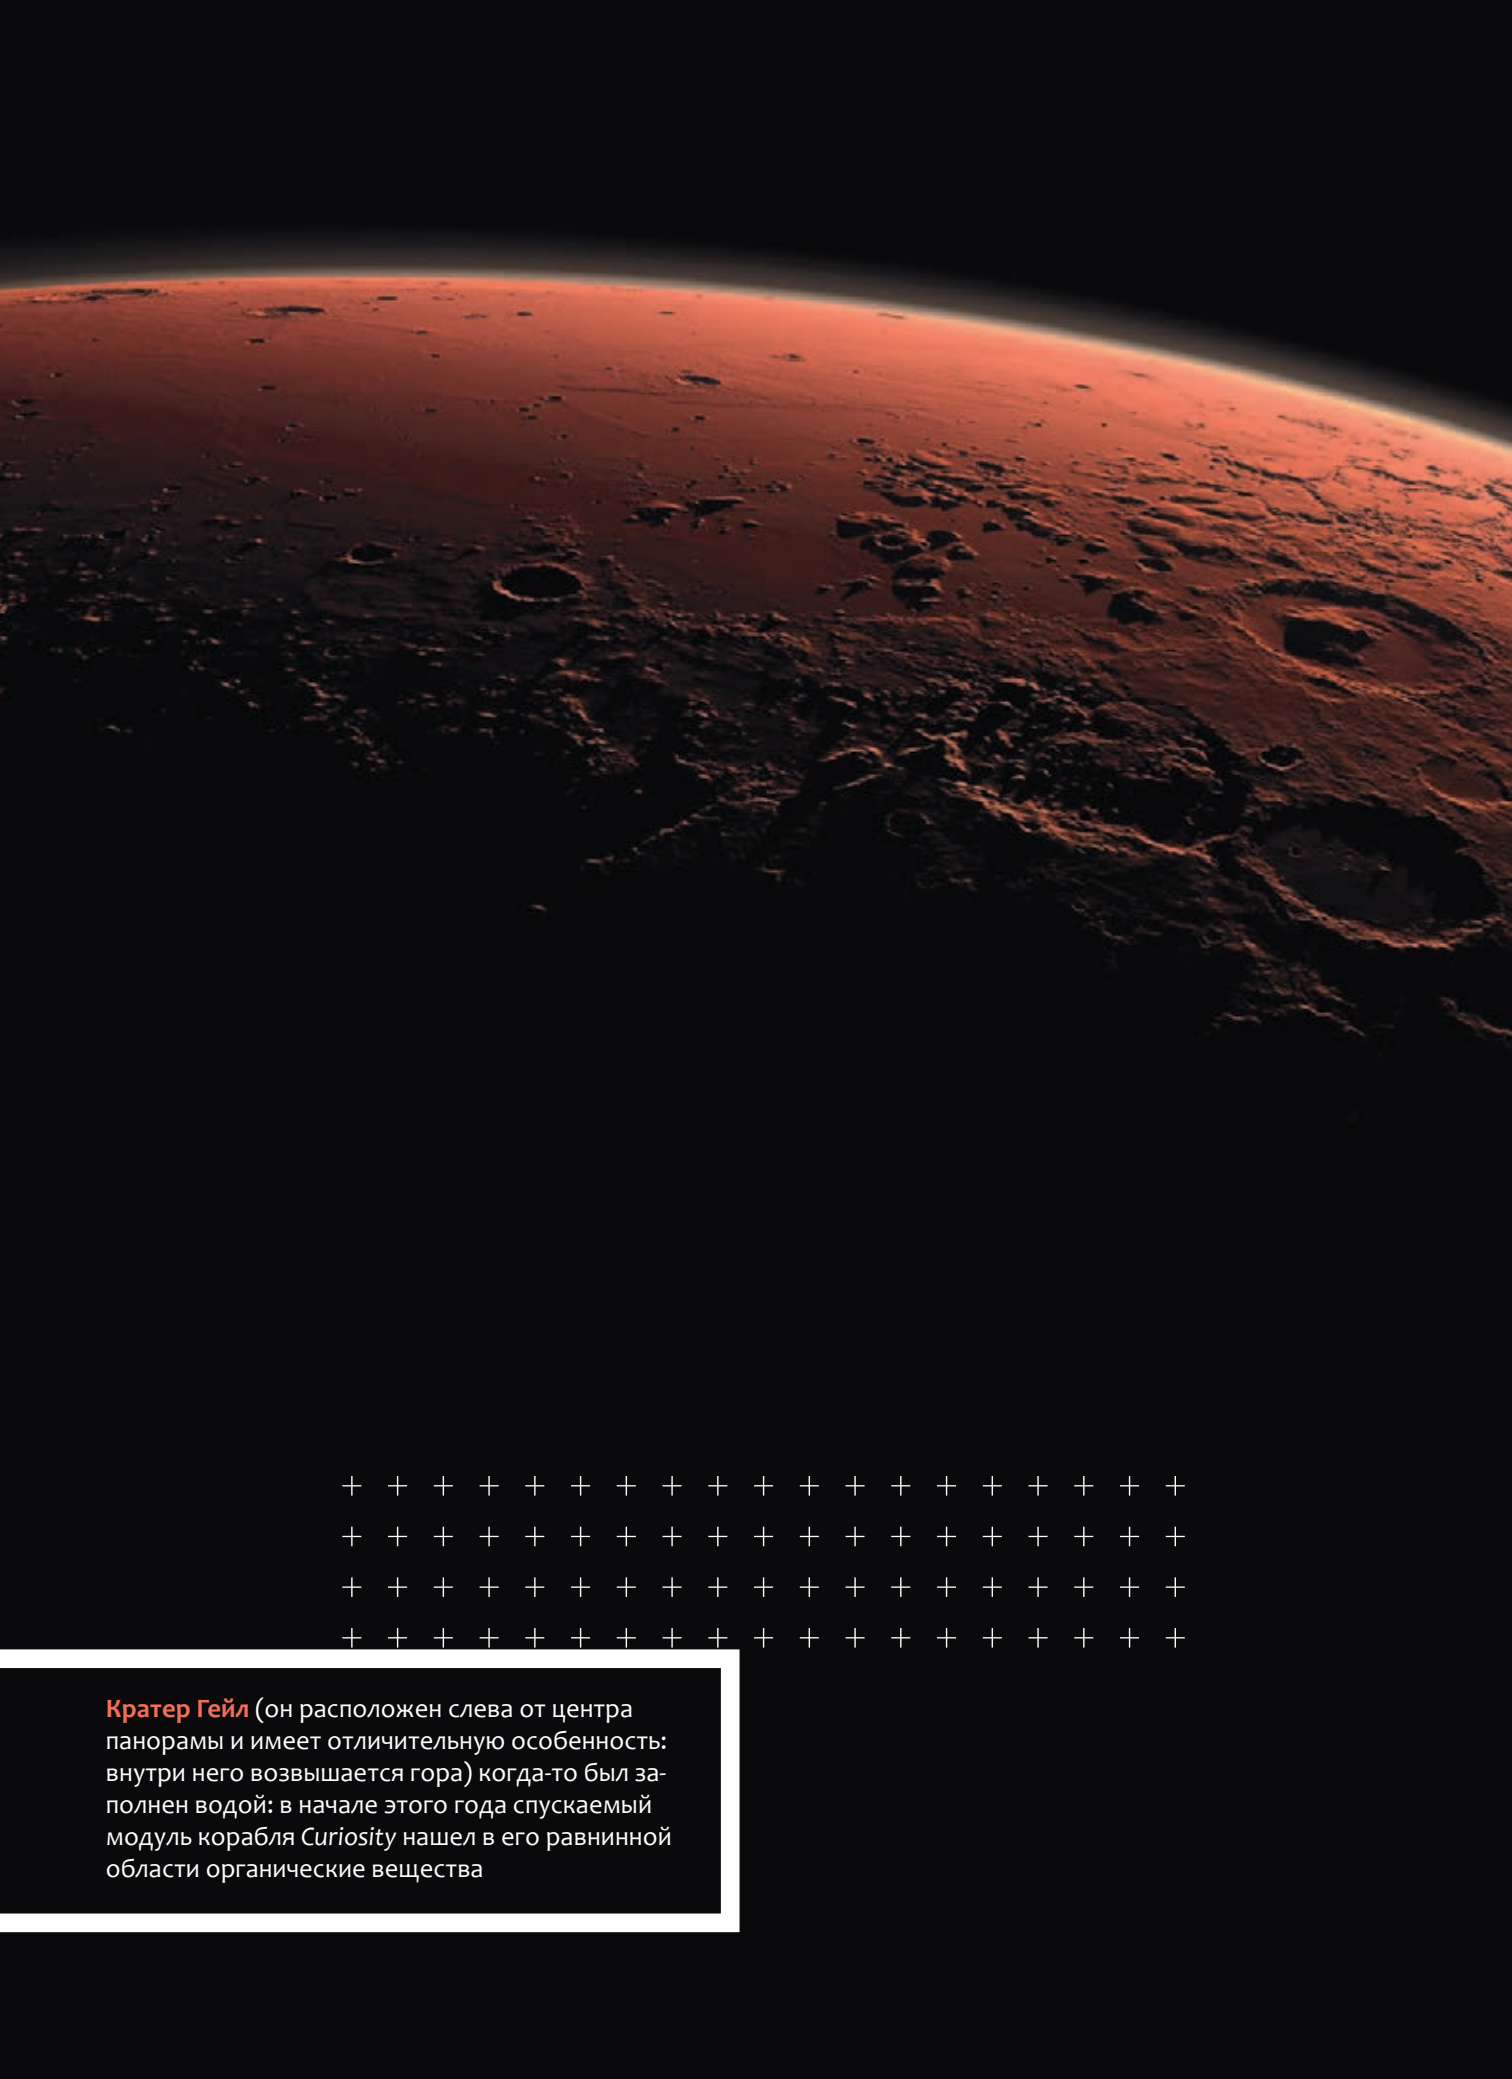 Кратер Гейл (он расположен слева от центра
панорамы и имеет отличительную особенность:
внутри него возвышается гора) когда-то был за-
полнен водой: в начале этого года спускаемый
модуль корабля Curiosity нашел в его равнинной
области органические вещества